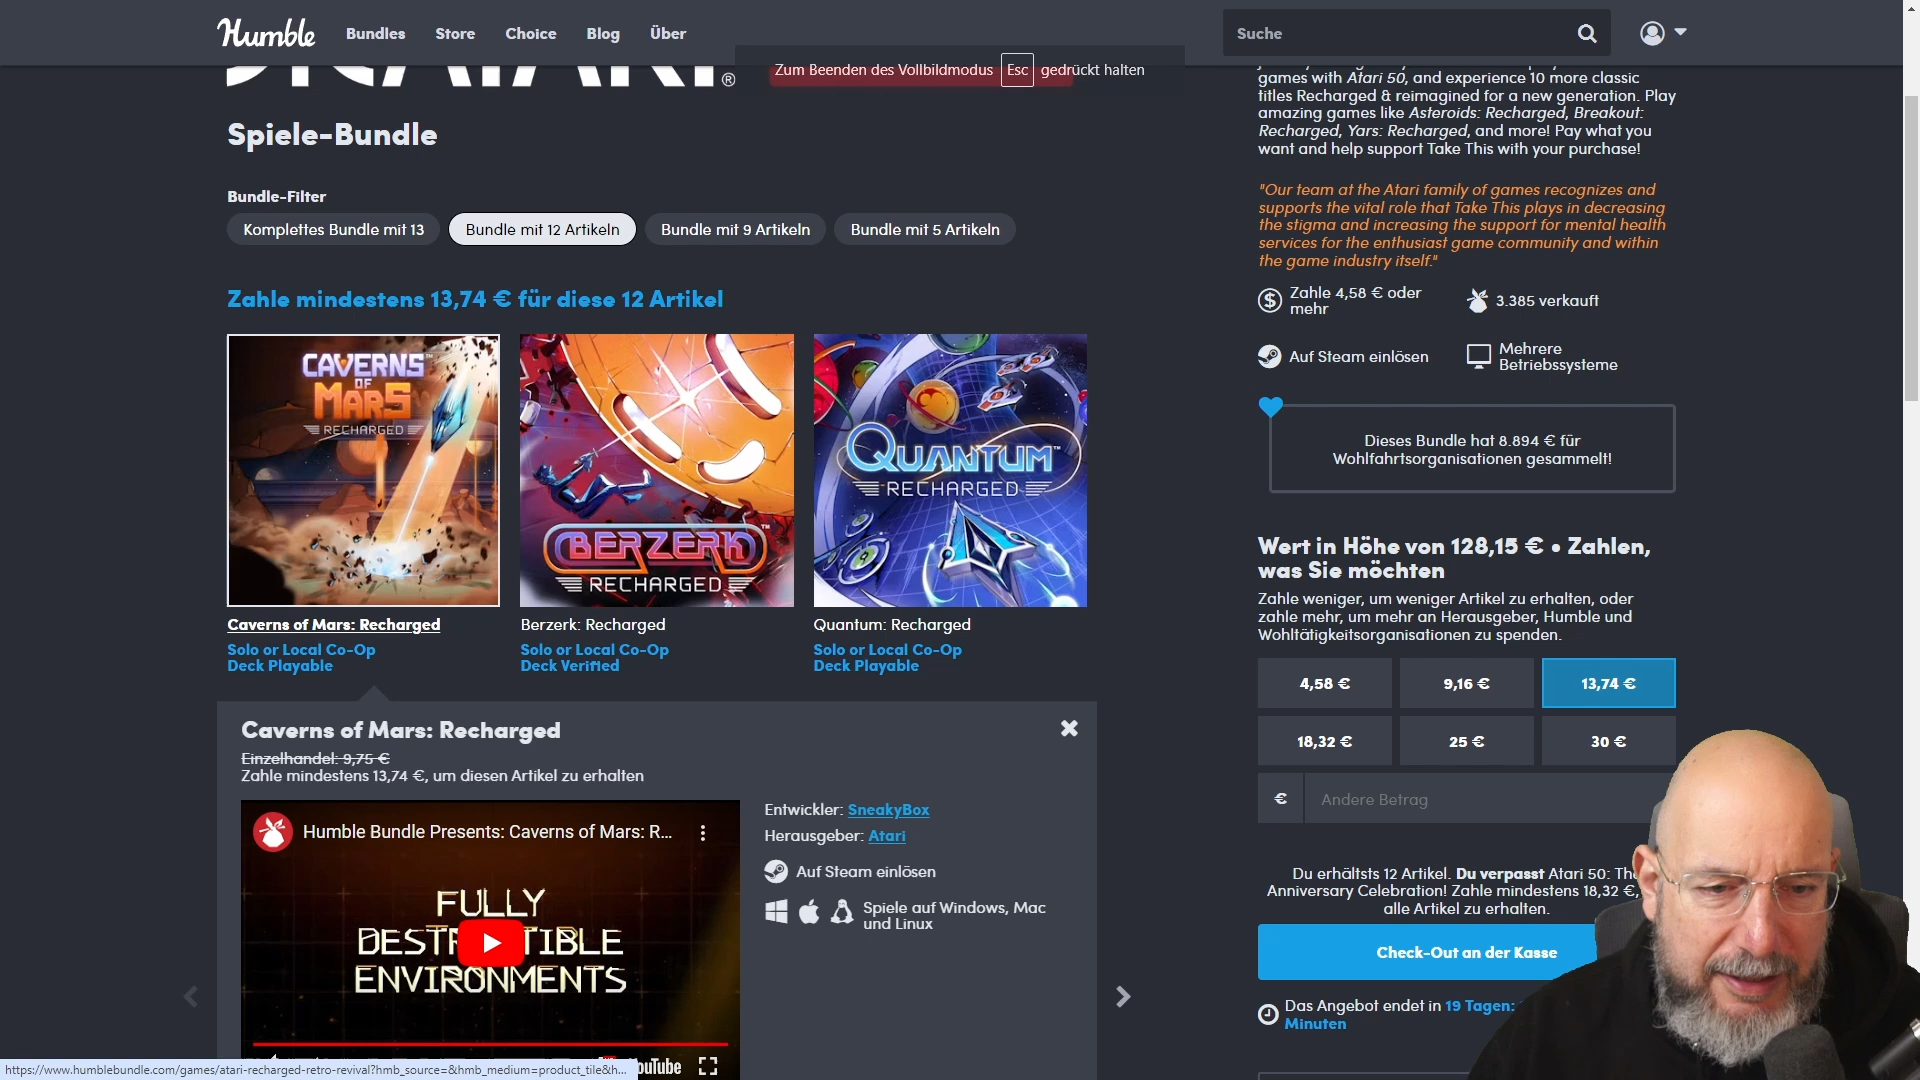 Humble
Bundles
Store
Choice
Blog
Über
Suche
Zum Beenden des Vollbildmodus Esc gedrückt halten
®
Spiele-Bundle
Bundle-Filter
Komplettes Bundle mit 13
Bundle mit 12 Artikeln
Bundle mit 9 Artikeln
Bundle mit 5 Artikeln
Zahle mindestens 13,74 € für diese 12 Artikel
CAVERNS
OF
MARS
RECHARGED
BERZERK™
RECHARGED
QUANTUM™
RECHARGED
Caverns of Mars: Recharged
Solo or Local Co-Op
Deck Playable
Berzerk: Recharged
Solo or Local Co-Op
Deck Verified
Quantum: Recharged
Solo or Local Co-Op
Deck Playable
Caverns of Mars: Recharged
Einzelhandel: 9,75 €
Zahle mindestens 13,74 €, um diesen Artikel zu erhalten
Humble Bundle Presents: Caverns of Mars: R...
FULLY
ENVIRONMENTS
Entwickler: SneakyBox
Herausgeber: Atari
Auf Steam einlösen
Spiele auf Windows, Mac
und Linux
https://www.humblebundle.com/games/atari-recharged-retro-revival?hmb_source=&hmb_medium=product_tile&h...
games with Atari 50, and experience 10 more classic
titles Recharged & reimagined for a new generation. Play
amazing games like Asteroids: Recharged, Breakout:
Recharged, Yars: Recharged, and more! Pay what you
want and help support Take This with your purchase!
"Our team at the Atari family of games recognizes and
supports the vital role that Take This plays in decreasing
the stigma and increasing the support for mental health
services for the enthusiast game community and within
the game industry itself."
Zahle 4,58 € oder
mehr
3.385 verkauft
Auf Steam einlösen
Mehrere
Betriebssysteme
Dieses Bundle hat 8.894 € für
Wohlfahrtsorganisationen gesammelt!
Wert in Höhe von 128,15 € • Zahlen,
was Sie möchten
Zahle weniger, um weniger Artikel zu erhalten, oder
zahle mehr, um mehr an Herausgeber, Humble und
Wohltätigkeitsorganisationen zu spenden.
4,58 €
9,16 €
13,74 €
18,32 €
25 €
30 €
€
Andere Betrag
Du erhältsts 12 Artikel. Du verpasst Atari 50: The
Anniversary Celebration! Zahle mindestens 18,32 €,
alle Artikel zu erhalten.
Check-Out an der Kasse
Das Angebot endet in 19 Tagen:
Minuten